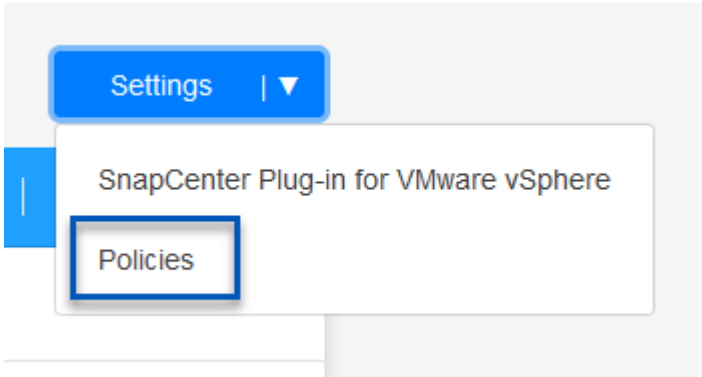 Settings | ▼
SnapCenter Plug-in for VMware vSphere
Policies